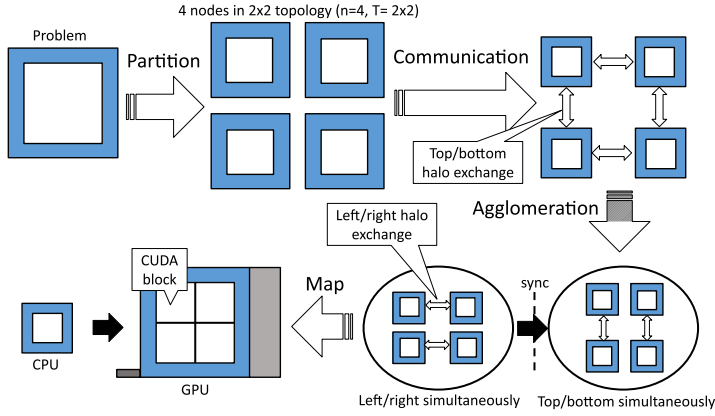 4 nodes in 2x2 topology (n=4, T= 2x2)
Problem
Partition
Communication
Top/bottom
halo exchange
Agglomeration
Left/right halo
exchange
CUDA
block
Map
sync
CPU
GPU
Left/right simultaneously
Top/bottom simultaneously